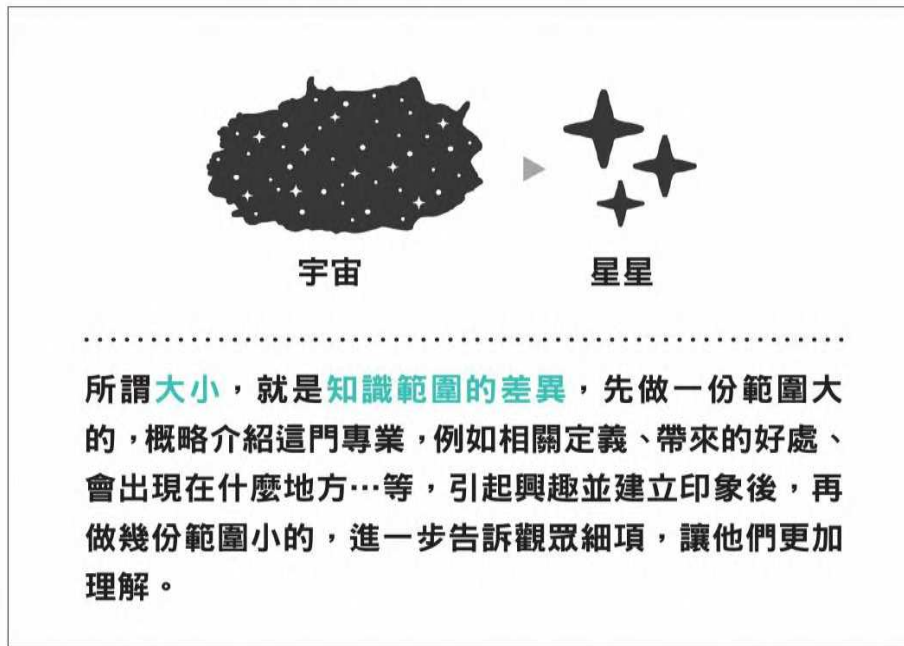 宇宙
星星
所謂大小，就是知識範圍的差異，先做一份範圍大
的，概略介紹這門專業，例如相關定義、帶來的好處、
會出現在什麼地方…等，引起興趣並建立印象後，再
做幾份範圍小的，進一步告訴觀眾細項，讓他們更加
理解。